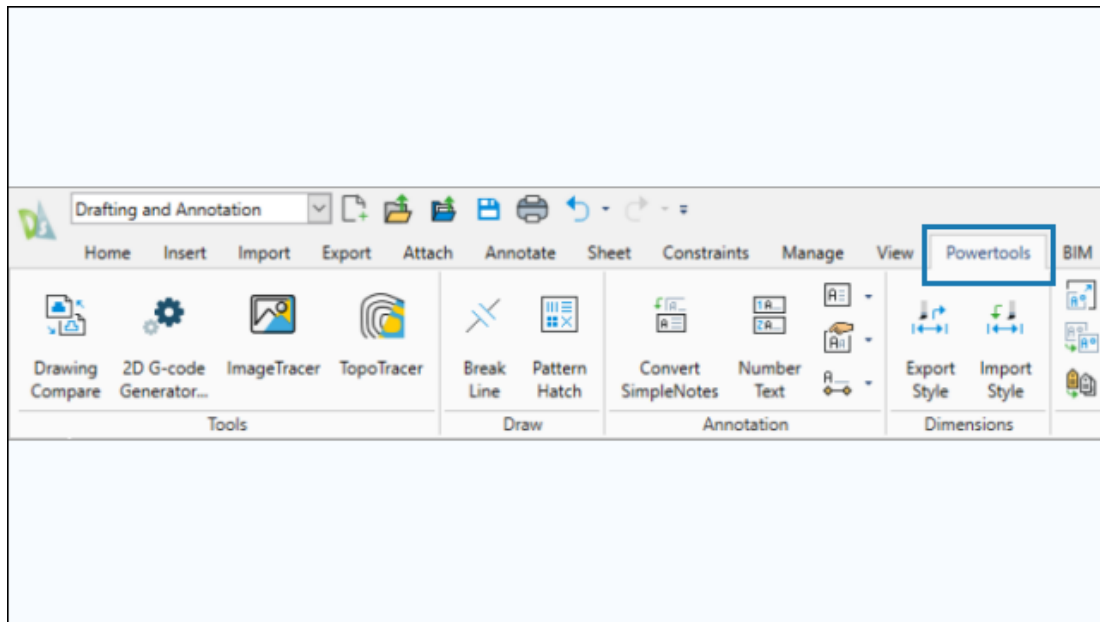 Drafting and Annotation
Home Insert Import Export Attach Annotate Sheet Constraints Manage View Powertools BIM
Drawing Compare
2D G-code Generator...
ImageTracer
TopoTracer
Break Line
Pattern Hatch
Convert SimpleNotes
Number Text
Export Style
Import Style
Tools Draw Annotation Dimensions